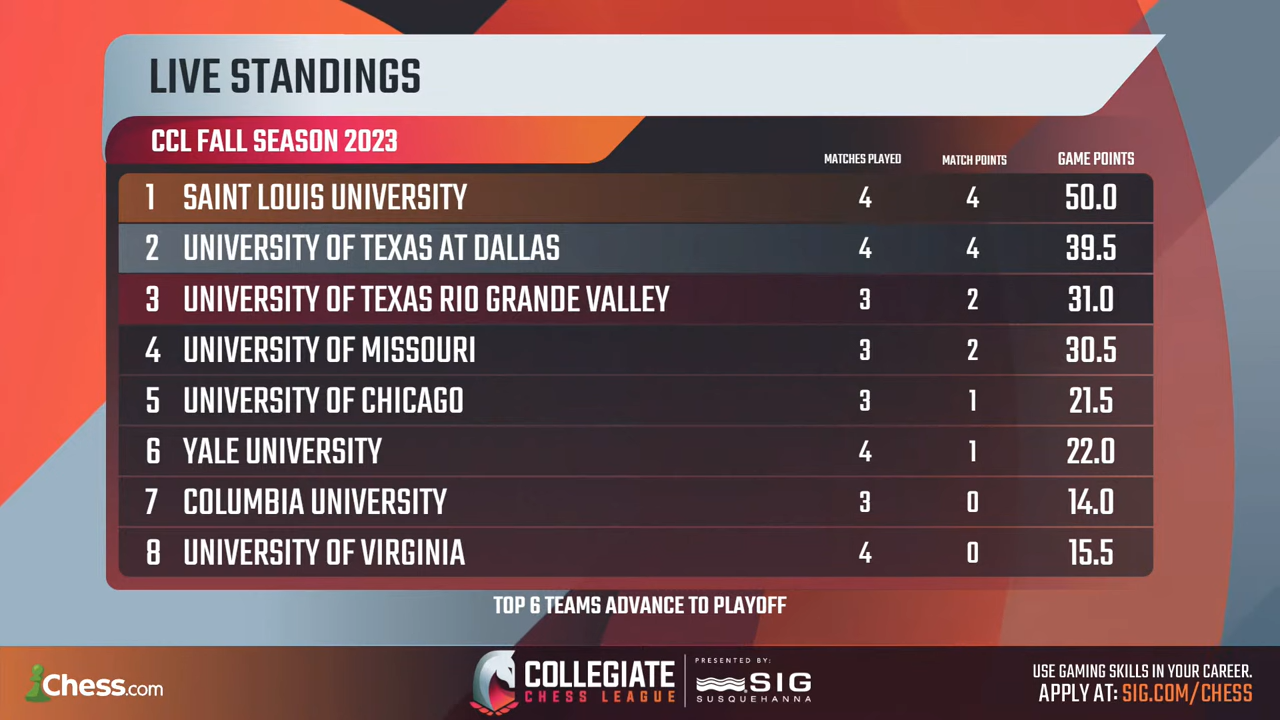 LIVE STANDINGS
CCL FALL SEASON 2023
MATCHES PLAYED MATCH POINTS GAME POINTS
1 SAINT LOUIS UNIVERSITY 4 4 50.0
2 UNIVERSITY OF TEXAS AT DALLAS 4 4 39.5
3 UNIVERSITY OF TEXAS RIO GRANDE VALLEY 3 2 31.0
4 UNIVERSITY OF MISSOURI 3 2 30.5
5 UNIVERSITY OF CHICAGO 3 1 21.5
6 YALE UNIVERSITY 4 1 22.0
7 COLUMBIA UNIVERSITY 3 0 14.0
8 UNIVERSITY OF VIRGINIA 4 0 15.5
TOP 6 TEAMS ADVANCE TO PLAYOFF
Chess.com
COLLEGIATE
CHESS LEAGUE
PRESENTED BY:
SIG
SUSQUEHANNA
USE GAMING SKILLS IN YOUR CAREER.
APPLY AT: SIG.COM/CHESS